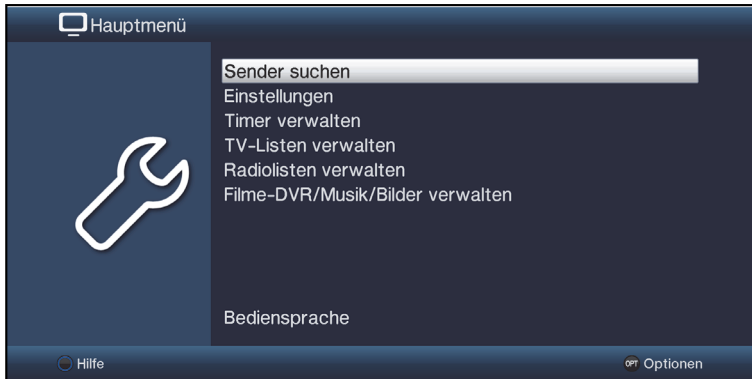 Hauptmenü
Sender suchen
Einstellungen
Timer verwalten
TV-Listen verwalten
Radiolisten verwalten
Filme-DVR/Musik/Bilder verwalten
Bediensprache
Hilfe
OPT Optionen